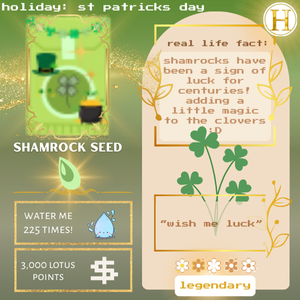 holiday: st patricks day
H
real life fact:
shamrocks have
been a sign of
luck for
centuries!
adding a
little magic
to the clovers
:D
SHAMROCK SEED
WATER ME
225 TIMES!
3,000 LOTUS
POINTS
$
"wish me luck"
legendary